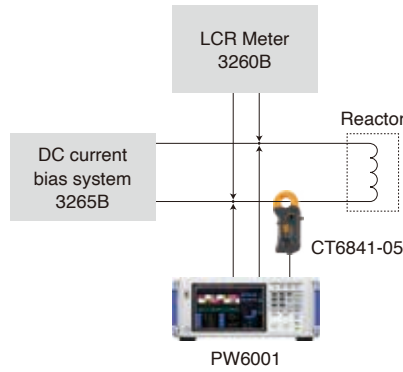 LCR Meter
3260B
Reactor
DC current
bias system
3265B
CT6841-05
PW6001